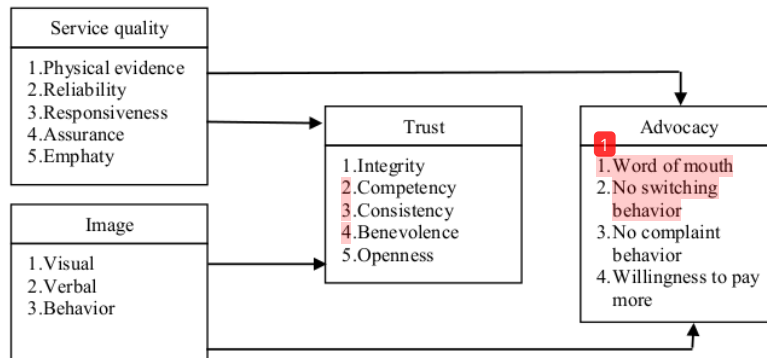 Service quality
1.Physical evidence
2.Reliability
3.Responsiveness
4.Assurance
5.Emphaty
Image
1.Visual
2.Verbal
3.Behavior
Trust
1.Integrity
2.Competency
3.Consistency
4.Benevolence
5.Openness
Advocacy
1
1.Word of mouth
2.No switching
behavior
3.No complaint
behavior
4.Willingness to pay
more